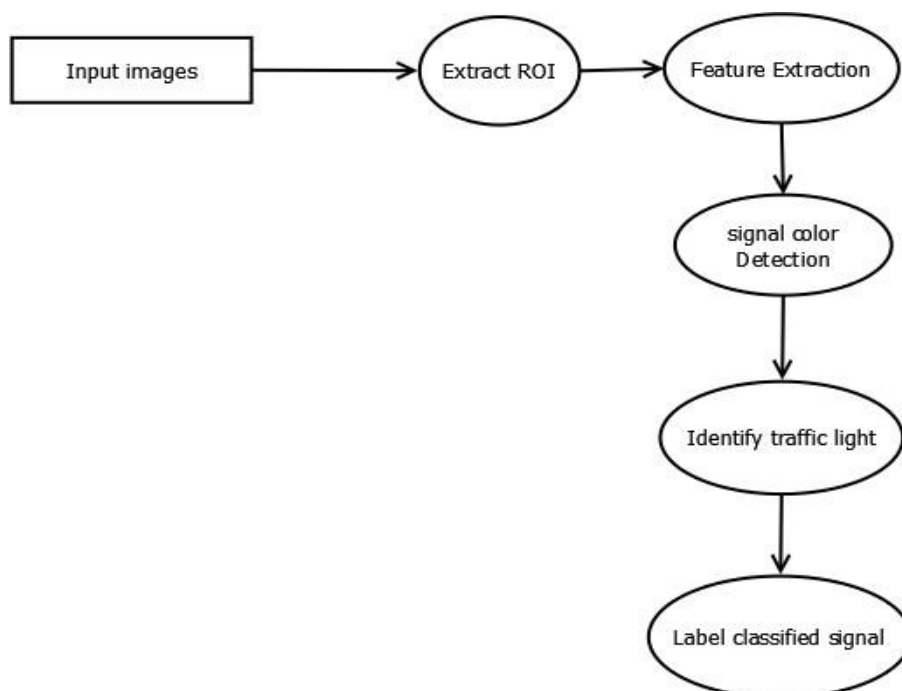 Input images
Extract ROI
Feature Extraction
signal color
Detection
Identify traffic light
Label classified signal